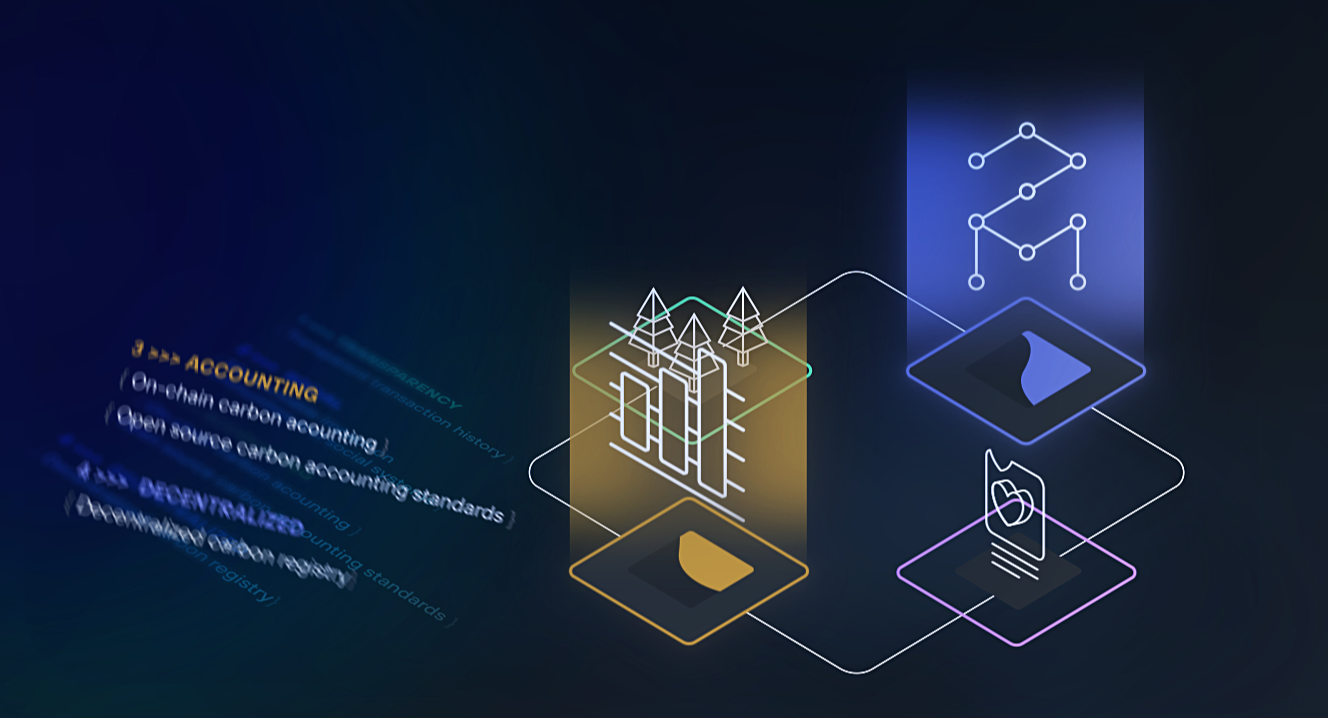 3 >>> ACCOUNTING
{ On-chain carbon acounting }
{ Open source carbon accounting standards }
4 >>> DECENTRALIZED
{ Decentralized carbon registry }
TRANSPARENCY
transaction history }
social
accounting }
accounting standards }
registry }